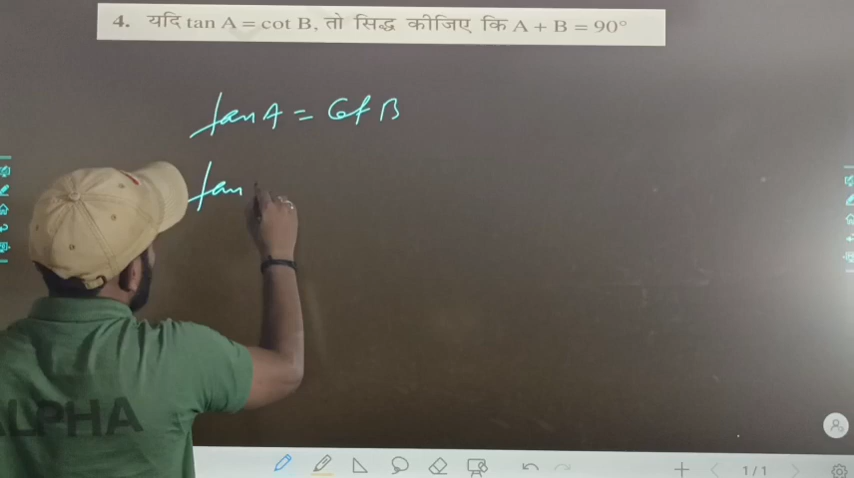 4. यदि tan A = cot B, तो सिद्ध कीजिए कि A + B = 90°
tan A = Cot B
tan
ALPHA
1/1